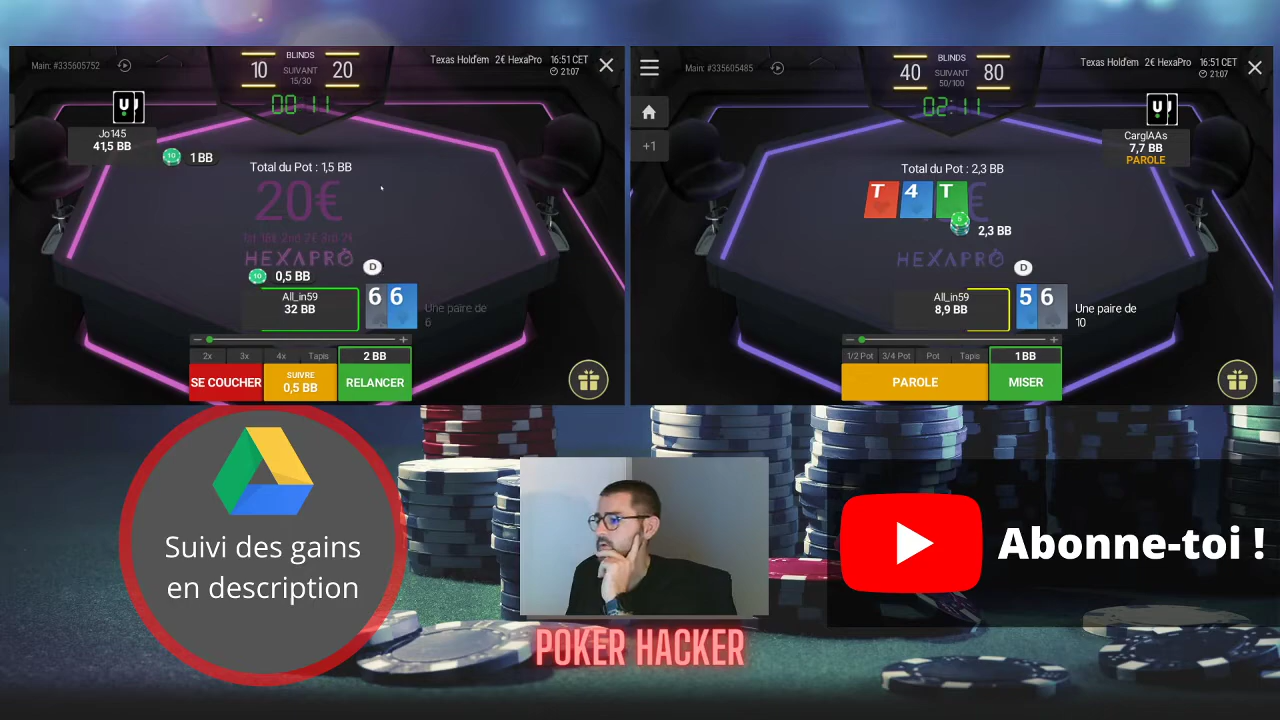 Main: #335605752
BLINDS
10
SUIVANT
15/30
20
00:11
Texas Hold'em 2€ HexaPro
16:51 CET
21:07
Jo145
41,5 BB
10
1 BB
Total du Pot : 1,5 BB
20€
HEXAPRO
10
0,5 BB
D
All_in59
32 BB
6
6
Une paire de
6
2x
3x
4x
Tapis
2 BB
SE COUCHER
SUIVRE
0,5 BB
RELANCER
Main: #335605485
BLINDS
40
SUIVANT
50/100
80
02:11
Texas Hold'em 2€ HexaPro
16:51 CET
21:07
+1
CarglAAs
7,7 BB
PAROLE
Total du Pot : 2,3 BB
T
4
T
€
5
2,3 BB
HEXAPRO
D
All_in59
8,9 BB
5
6
Une paire de
10
1/2 Pot
3/4 Pot
Pot
Tapis
1 BB
PAROLE
MISER
Suivi des gains
en description
POKER HACKER
Abonne-toi !